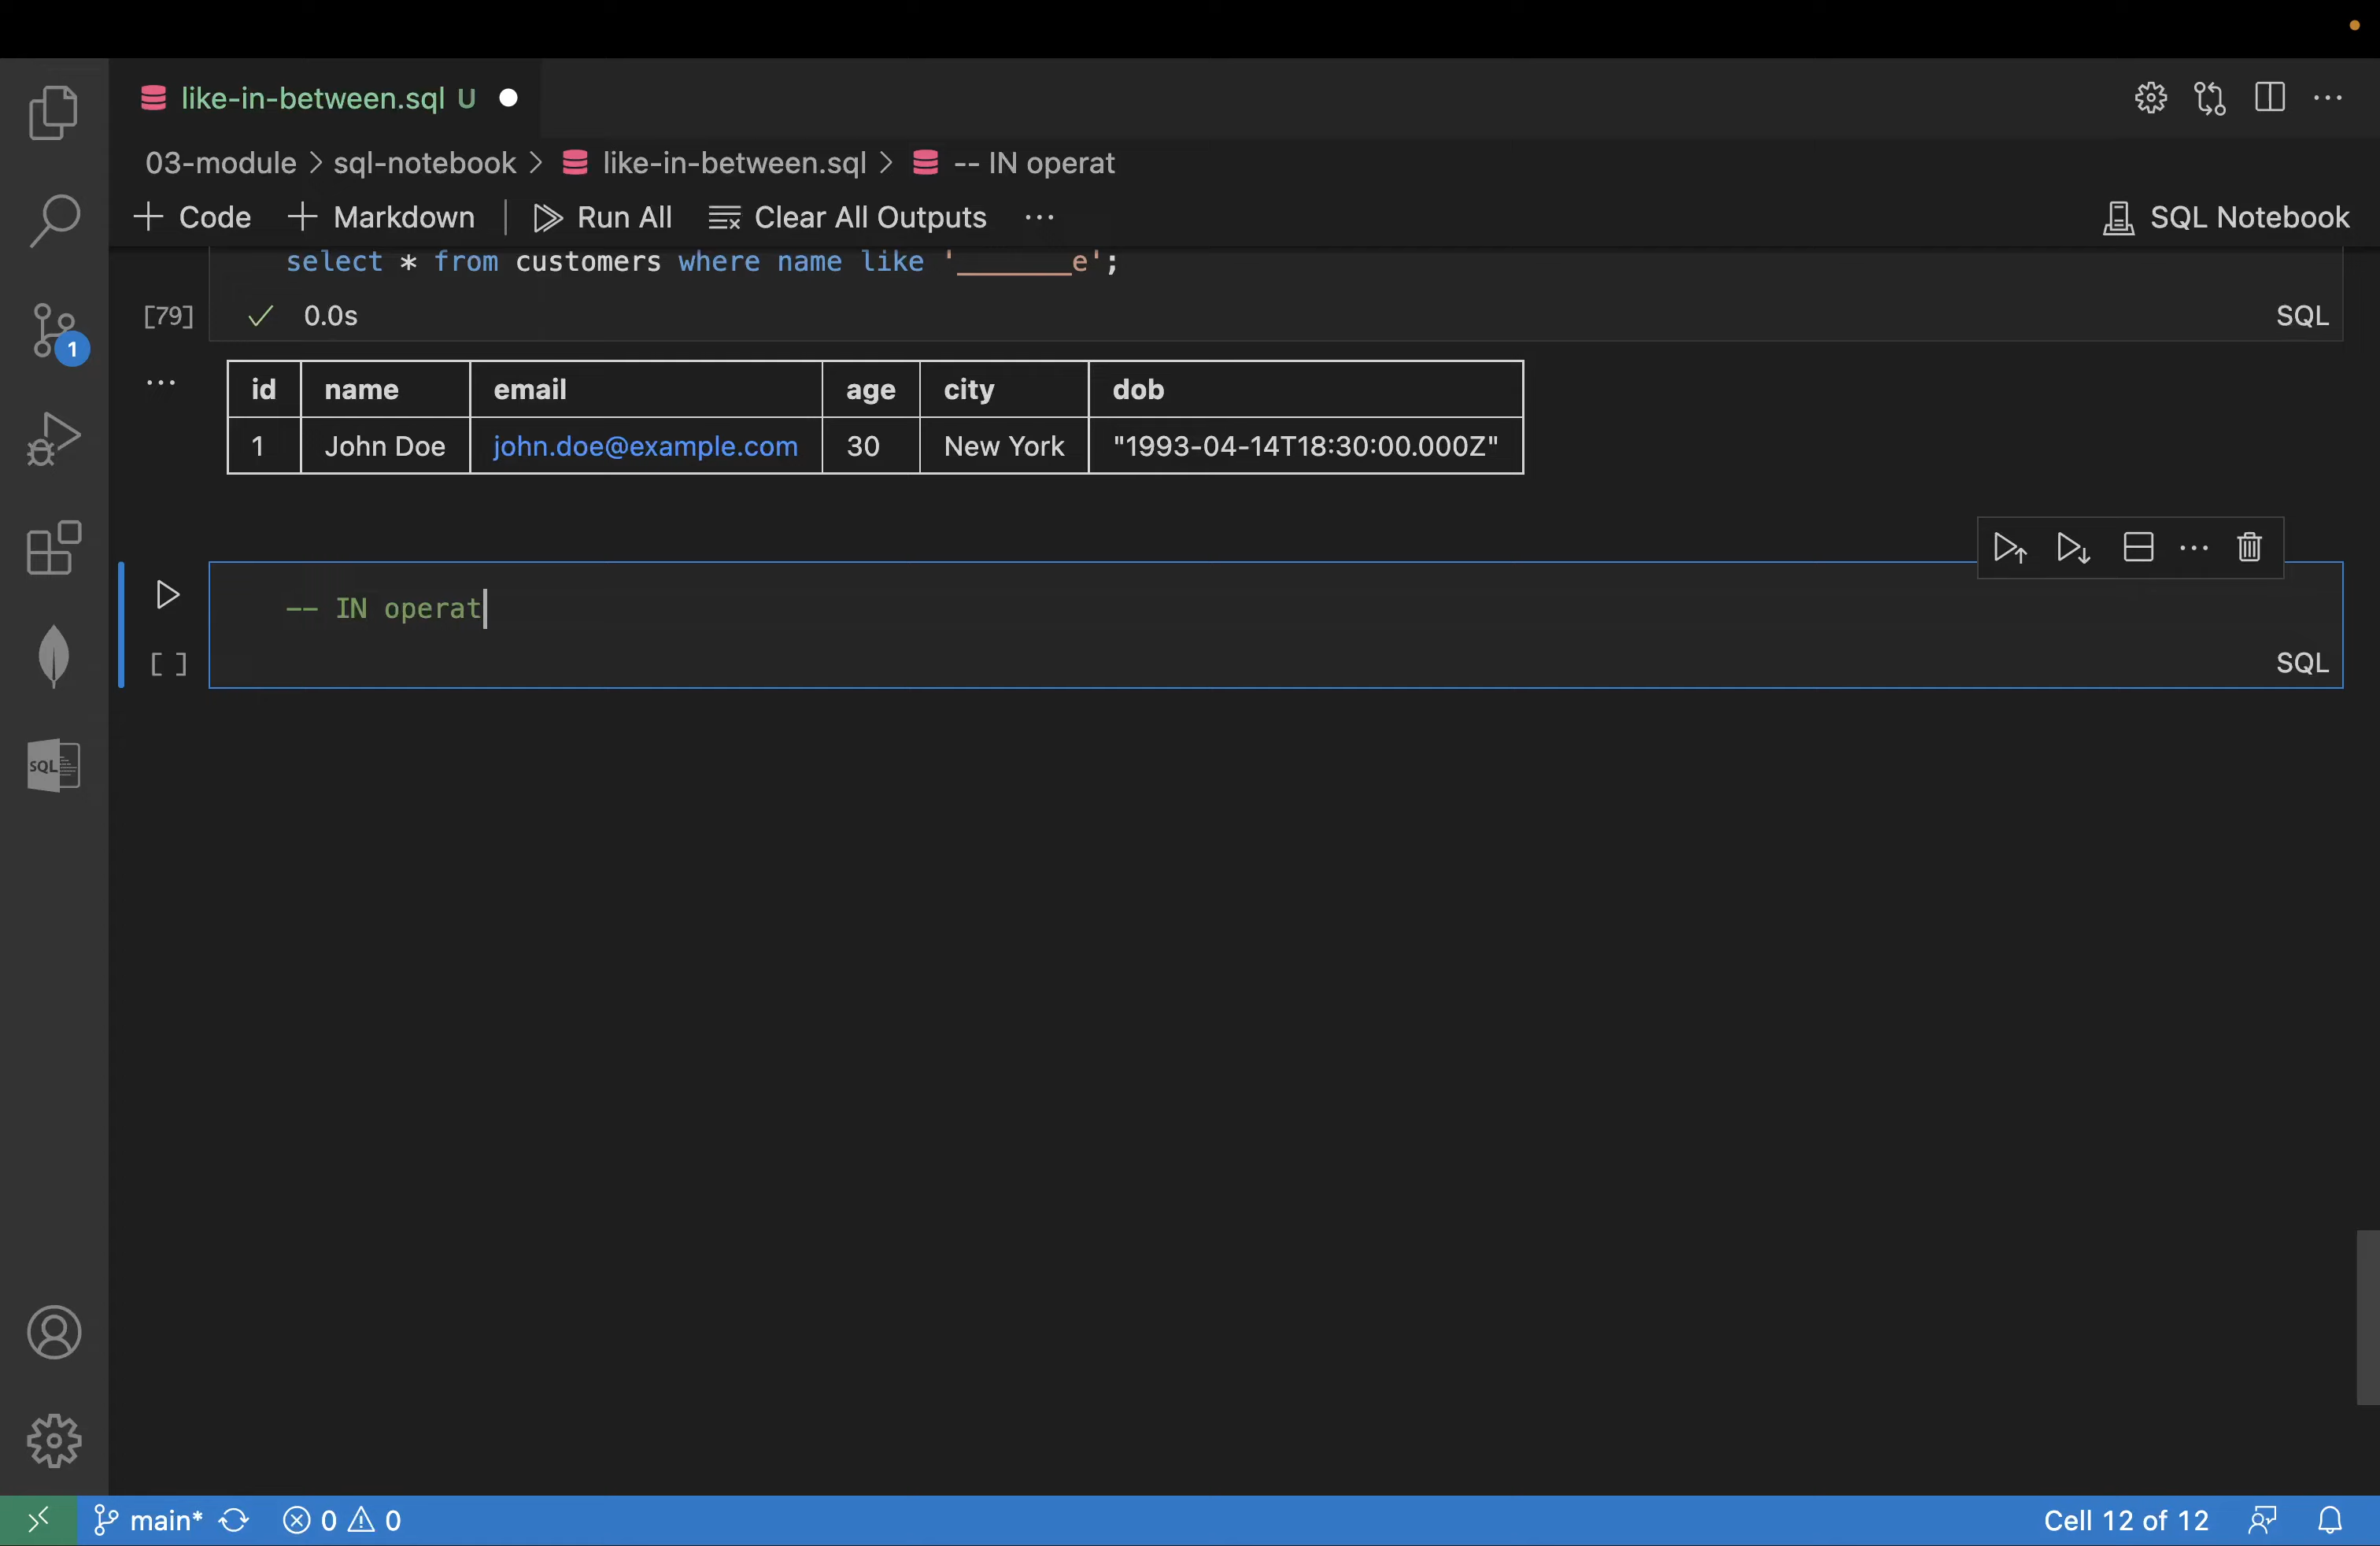 like-in-between.sql U
03-module > sql-notebook > like-in-between.sql > -- IN operat
+ Code + Markdown | Run All Clear All Outputs ... SQL Notebook
select * from customers where name like '_______e';
[79] 0.0s SQL
... id name email age city dob
1 John Doe john.doe@example.com 30 New York "1993-04-14T18:30:00.000Z"
-- IN operat
[ ] SQL
1
SQL
main* 0 0 Cell 12 of 12